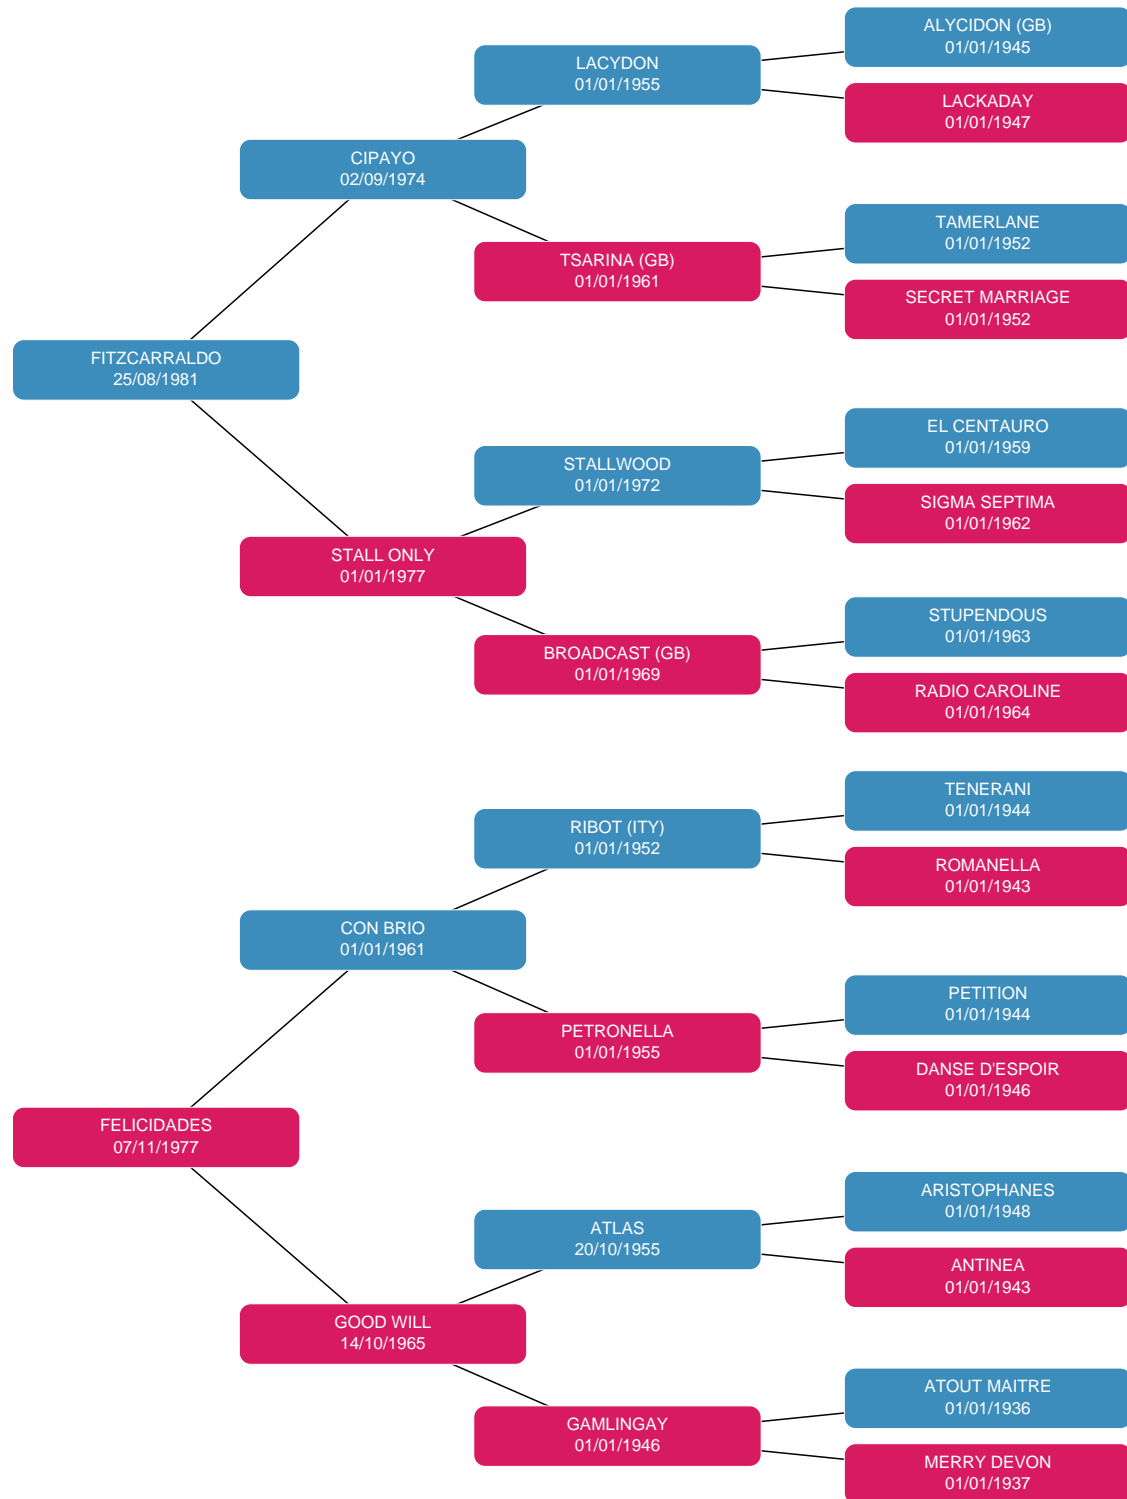 ALYCIDON (GB)
01/01/1945
LACYDON
01/01/1955
LACKADAY
01/01/1947
CIPAYO
02/09/1974
TAMERLANE
01/01/1952
TSARINA (GB)
01/01/1961
SECRET MARRIAGE
01/01/1952
FITZCARRALDO
25/08/1981
EL CENTAURO
01/01/1959
STALLWOOD
01/01/1972
SIGMA SEPTIMA
01/01/1962
STALL ONLY
01/01/1977
STUPENDOUS
01/01/1963
BROADCAST (GB)
01/01/1969
RADIO CAROLINE
01/01/1964
TENERANI
01/01/1944
RIBOT (ITY)
01/01/1952
ROMANELLA
01/01/1943
CON BRIO
01/01/1961
PETITION
01/01/1944
PETRONELLA
01/01/1955
DANSE D'ESPOIR
01/01/1946
FELICIDADES
07/11/1977
ARISTOPHANES
01/01/1948
ATLAS
20/10/1955
ANTINEA
01/01/1943
GOOD WILL
14/10/1965
ATOUT MAITRE
01/01/1936
GAMLINGAY
01/01/1946
MERRY DEVON
01/01/1937